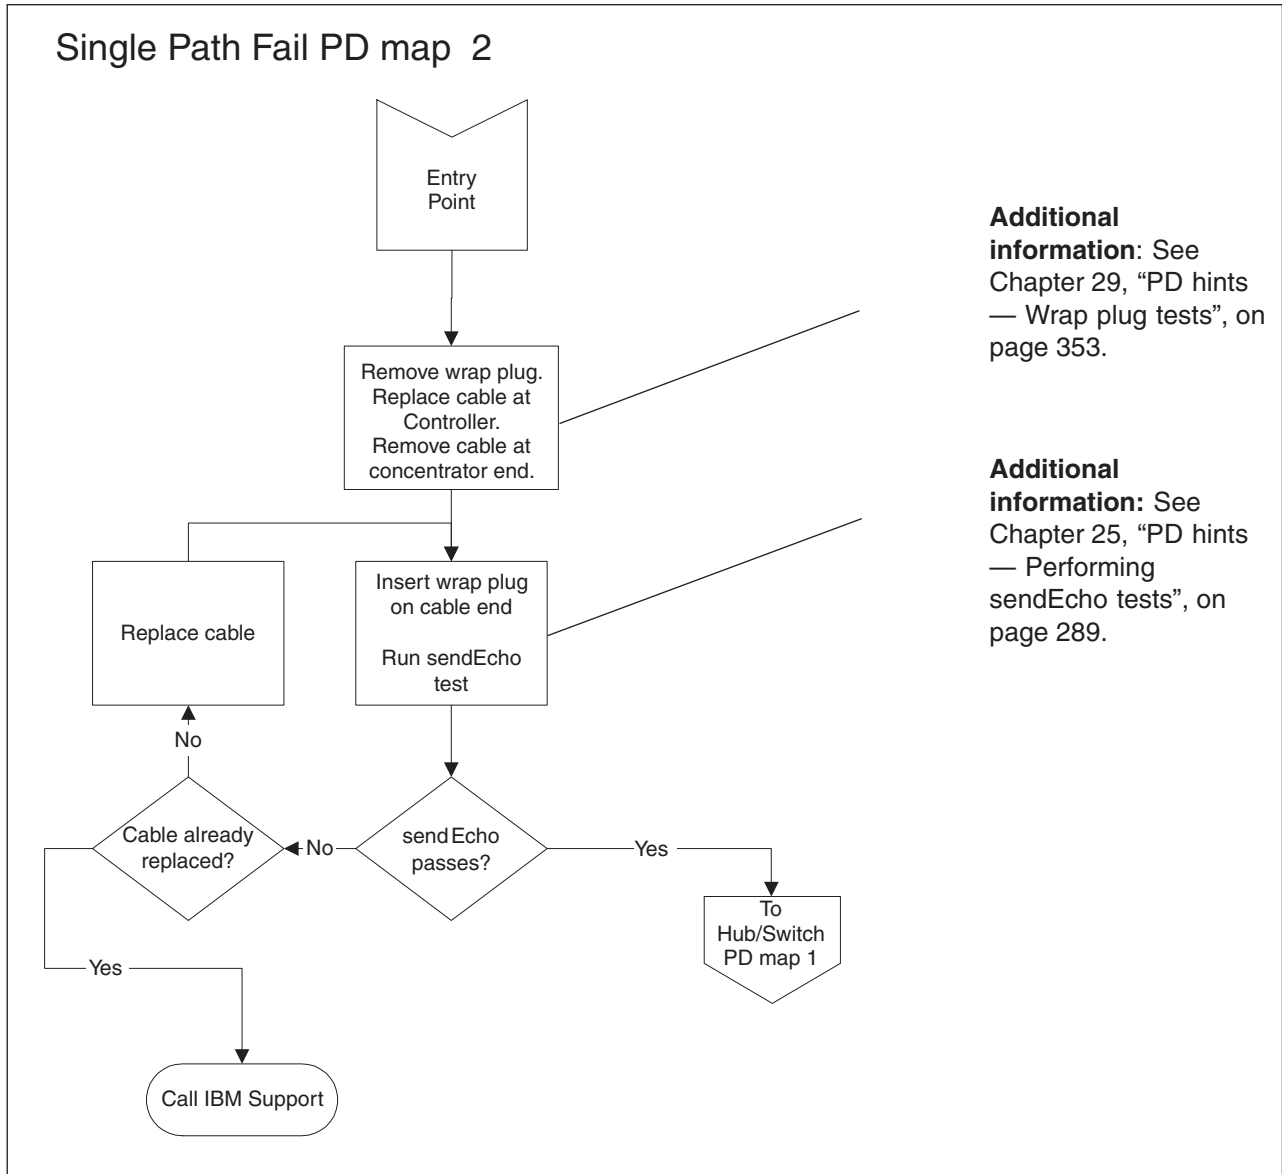 Single Path Fail PD map 2
Entry
Point
Additional
information: See
Chapter 29, “PD hints
— Wrap plug tests”, on
page 353.
Remove wrap plug.
Replace cable at
Controller.
Remove cable at
concentrator end.
Additional
information: See
Chapter 25, “PD hints
— Performing
sendEcho tests”, on
page 289.
Insert wrap plug
on cable end
Run sendEcho
test
Replace cable
No
Cable already
replaced?
No
sendEcho
passes?
Yes
To
Hub/Switch
PD map 1
Yes
Call IBM Support